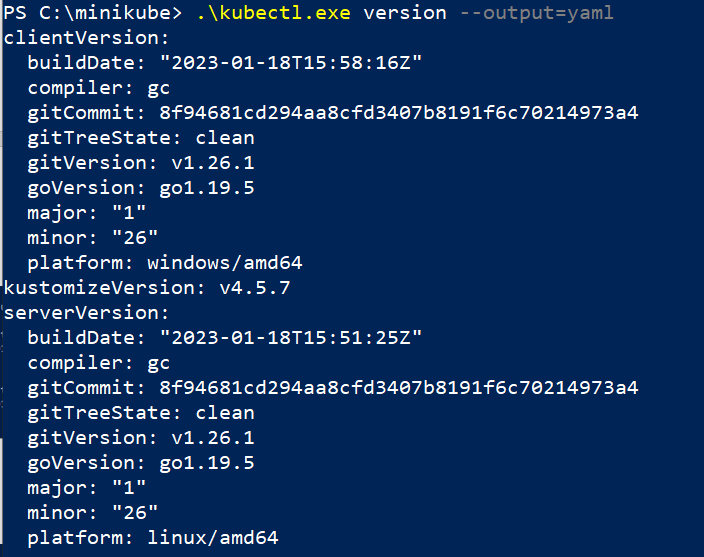 PS C:\minikube> .\kubectl.exe version --output=yaml
clientVersion:
  buildDate: "2023-01-18T15:58:16Z"
  compiler: gc
  gitCommit: 8f94681cd294aa8cfd3407b8191f6c70214973a4
  gitTreeState: clean
  gitVersion: v1.26.1
  goVersion: go1.19.5
  major: "1"
  minor: "26"
  platform: windows/amd64
kustomizeVersion: v4.5.7
serverVersion:
  buildDate: "2023-01-18T15:51:25Z"
  compiler: gc
  gitCommit: 8f94681cd294aa8cfd3407b8191f6c70214973a4
  gitTreeState: clean
  gitVersion: v1.26.1
  goVersion: go1.19.5
  major: "1"
  minor: "26"
  platform: linux/amd64